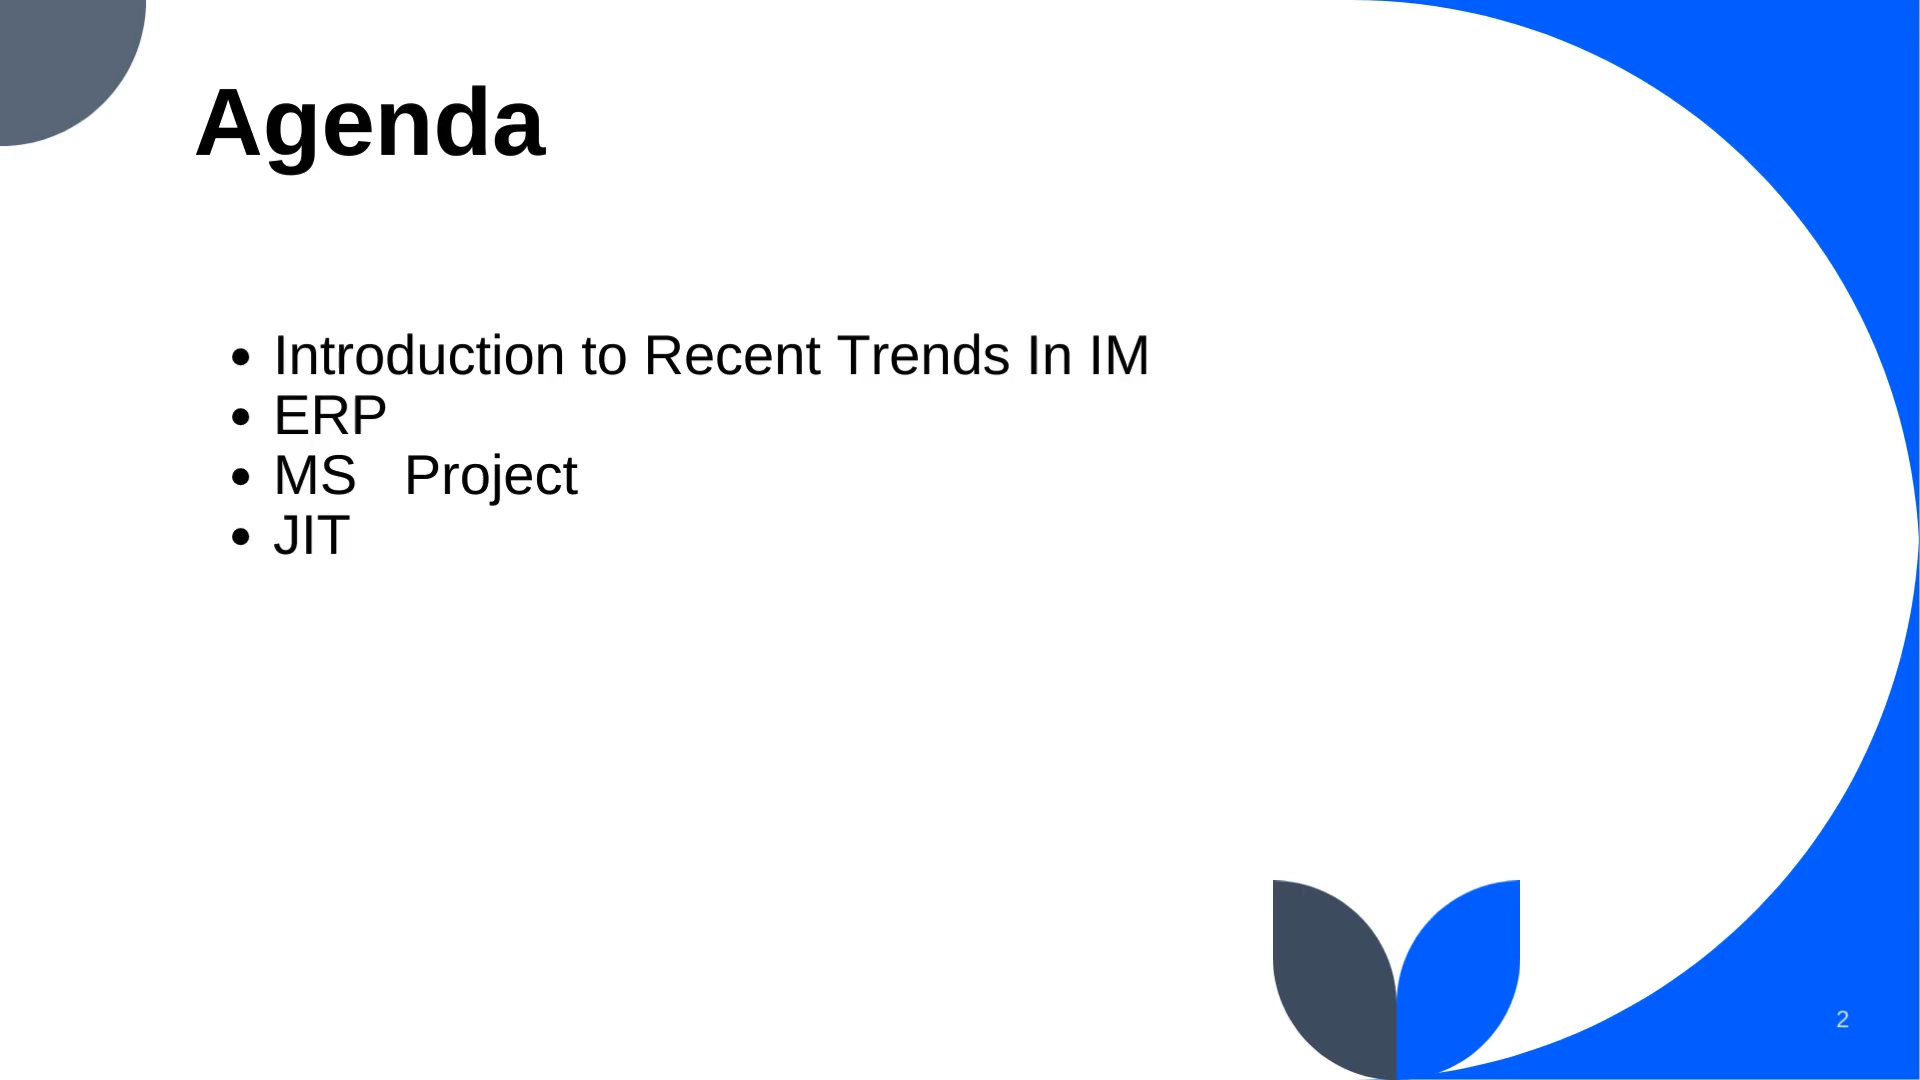 Agenda
• Introduction to Recent Trends In IM
• ERP
• MS   Project
• JIT
2